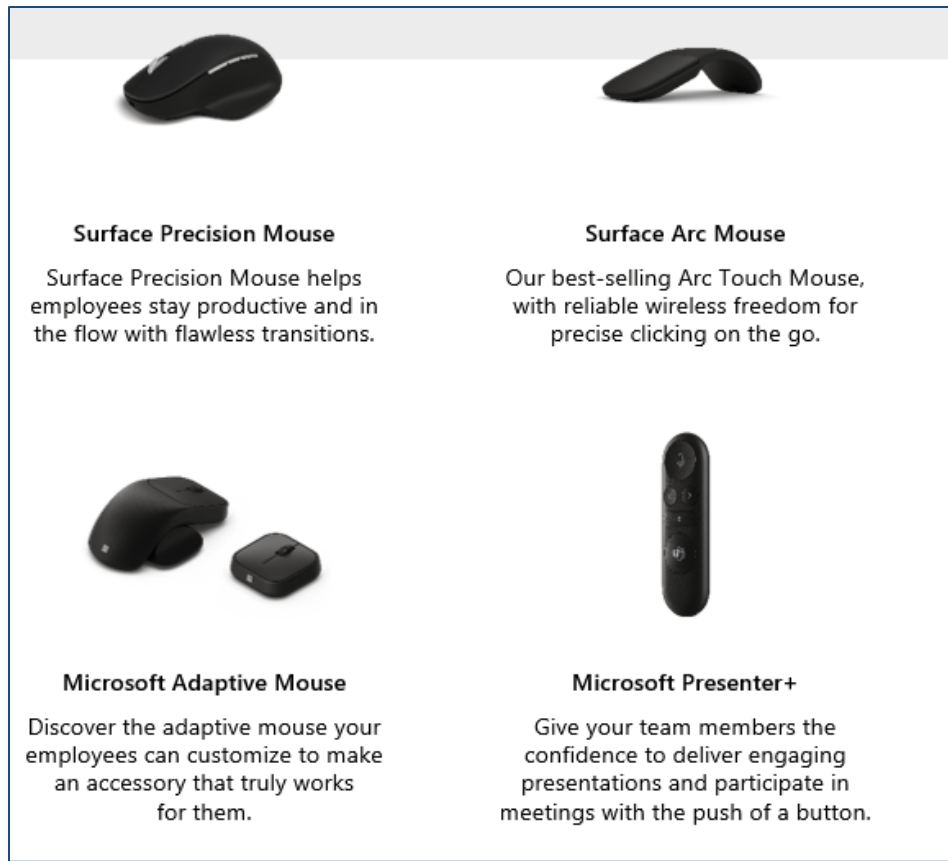 Surface Precision Mouse
Surface Precision Mouse helps
employees stay productive and in
the flow with flawless transitions.
Surface Arc Mouse
Our best-selling Arc Touch Mouse,
with reliable wireless freedom for
precise clicking on the go.
Microsoft Adaptive Mouse
Discover the adaptive mouse your
employees can customize to make
an accessory that truly works
for them.
Microsoft Presenter+
Give your team members the
confidence to deliver engaging
presentations and participate in
meetings with the push of a button.